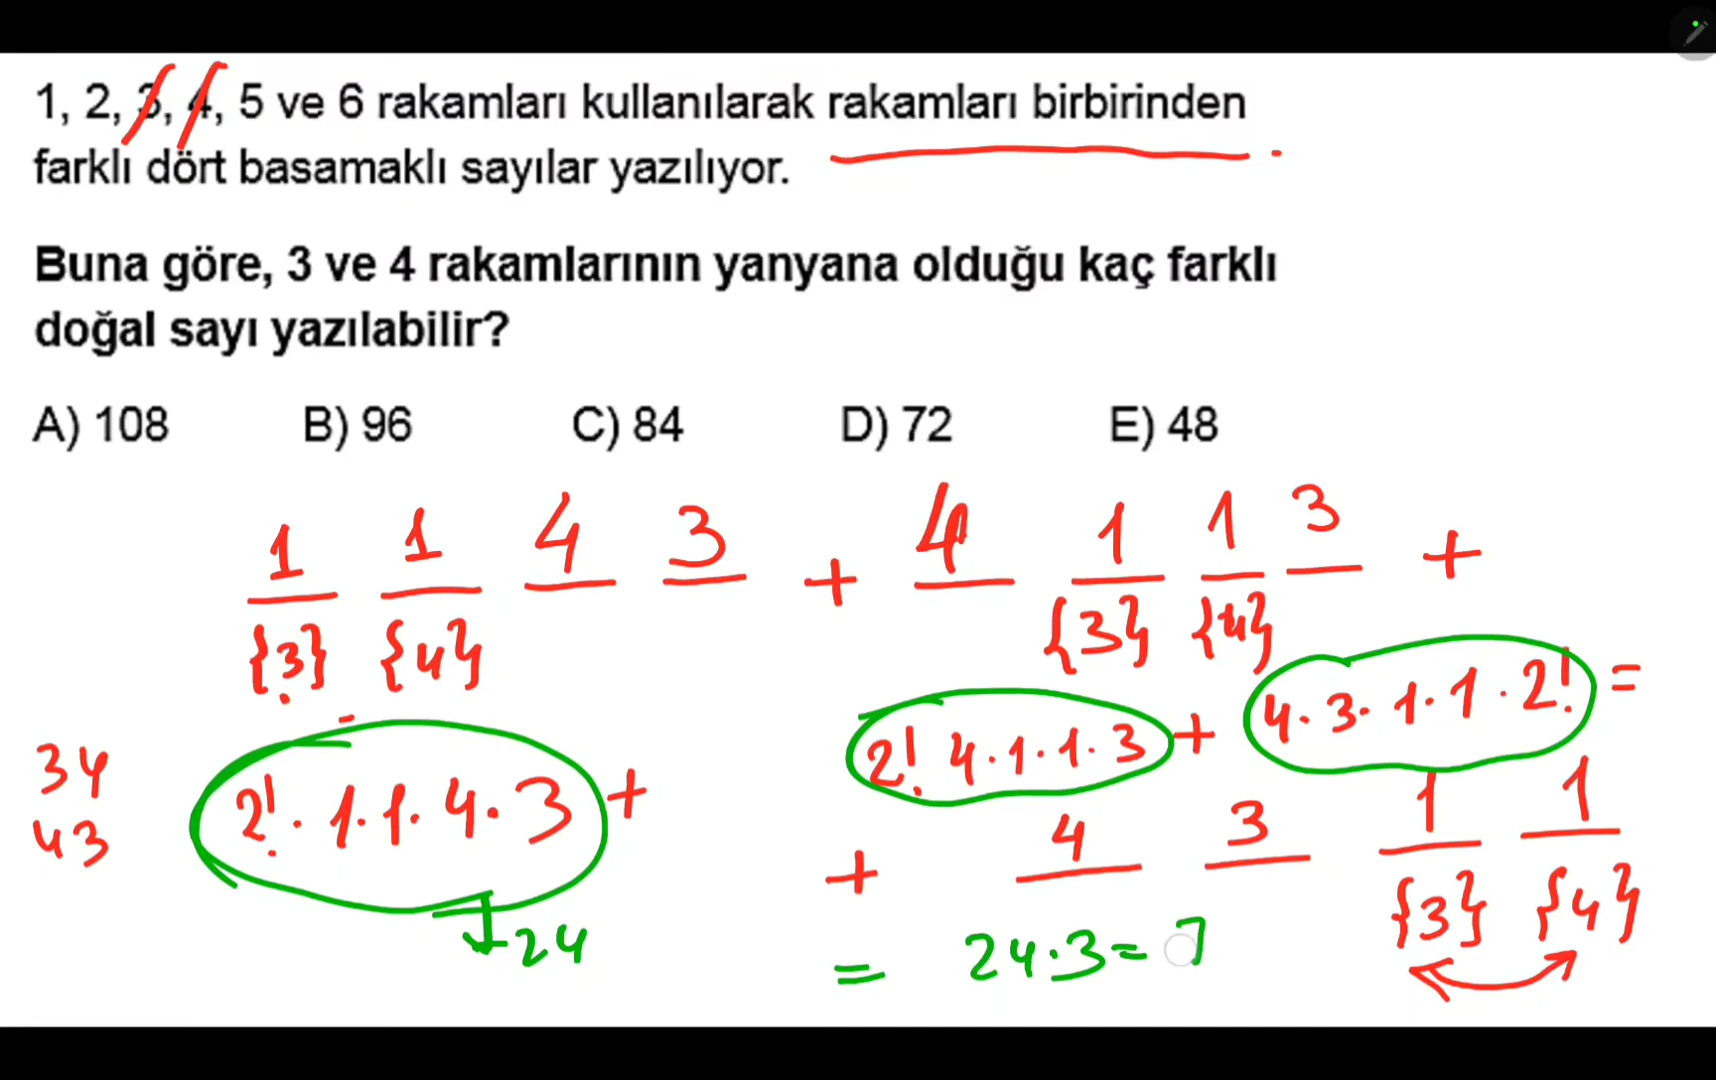 1, 2, 3, 4, 5 ve 6 rakamları kullanılarak rakamları birbirinden
farklı dört basamaklı sayılar yazılıyor.
Buna göre, 3 ve 4 rakamlarının yanyana olduğu kaç farklı
doğal sayı yazılabilir?
A) 108 B) 96 C) 84 D) 72 E) 48
1 1 4 3 + 4 1 1 3 +
{3} {4} {3} {4}
34
43
2! . 1 . 1 . 4 . 3 +
2! 4 . 1 . 1 . 3 + 4 . 3 . 1 . 1 . 2! =
+ 4 3 1 1
{3} {4}
24
= 24 . 3 = 7